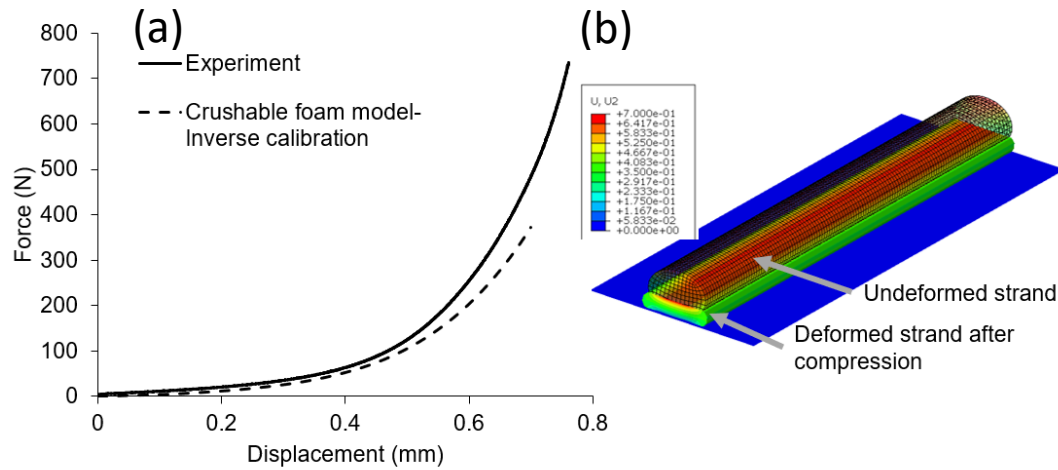 (a)
800
700
600
500
400
300
200
100
0
Force (N)
Experiment
Crushable foam model-
Inverse calibration
0
0.2
0.4
0.6
0.8
Displacement (mm)
(b)
U, U2
+7.000e-01
+6.417e-01
+5.833e-01
+5.250e-01
+4.667e-01
+4.083e-01
+3.500e-01
+2.917e-01
+2.333e-01
+1.750e-01
+1.167e-01
+5.833e-02
+0.000e+00
Undeformed strand
Deformed strand after
compression